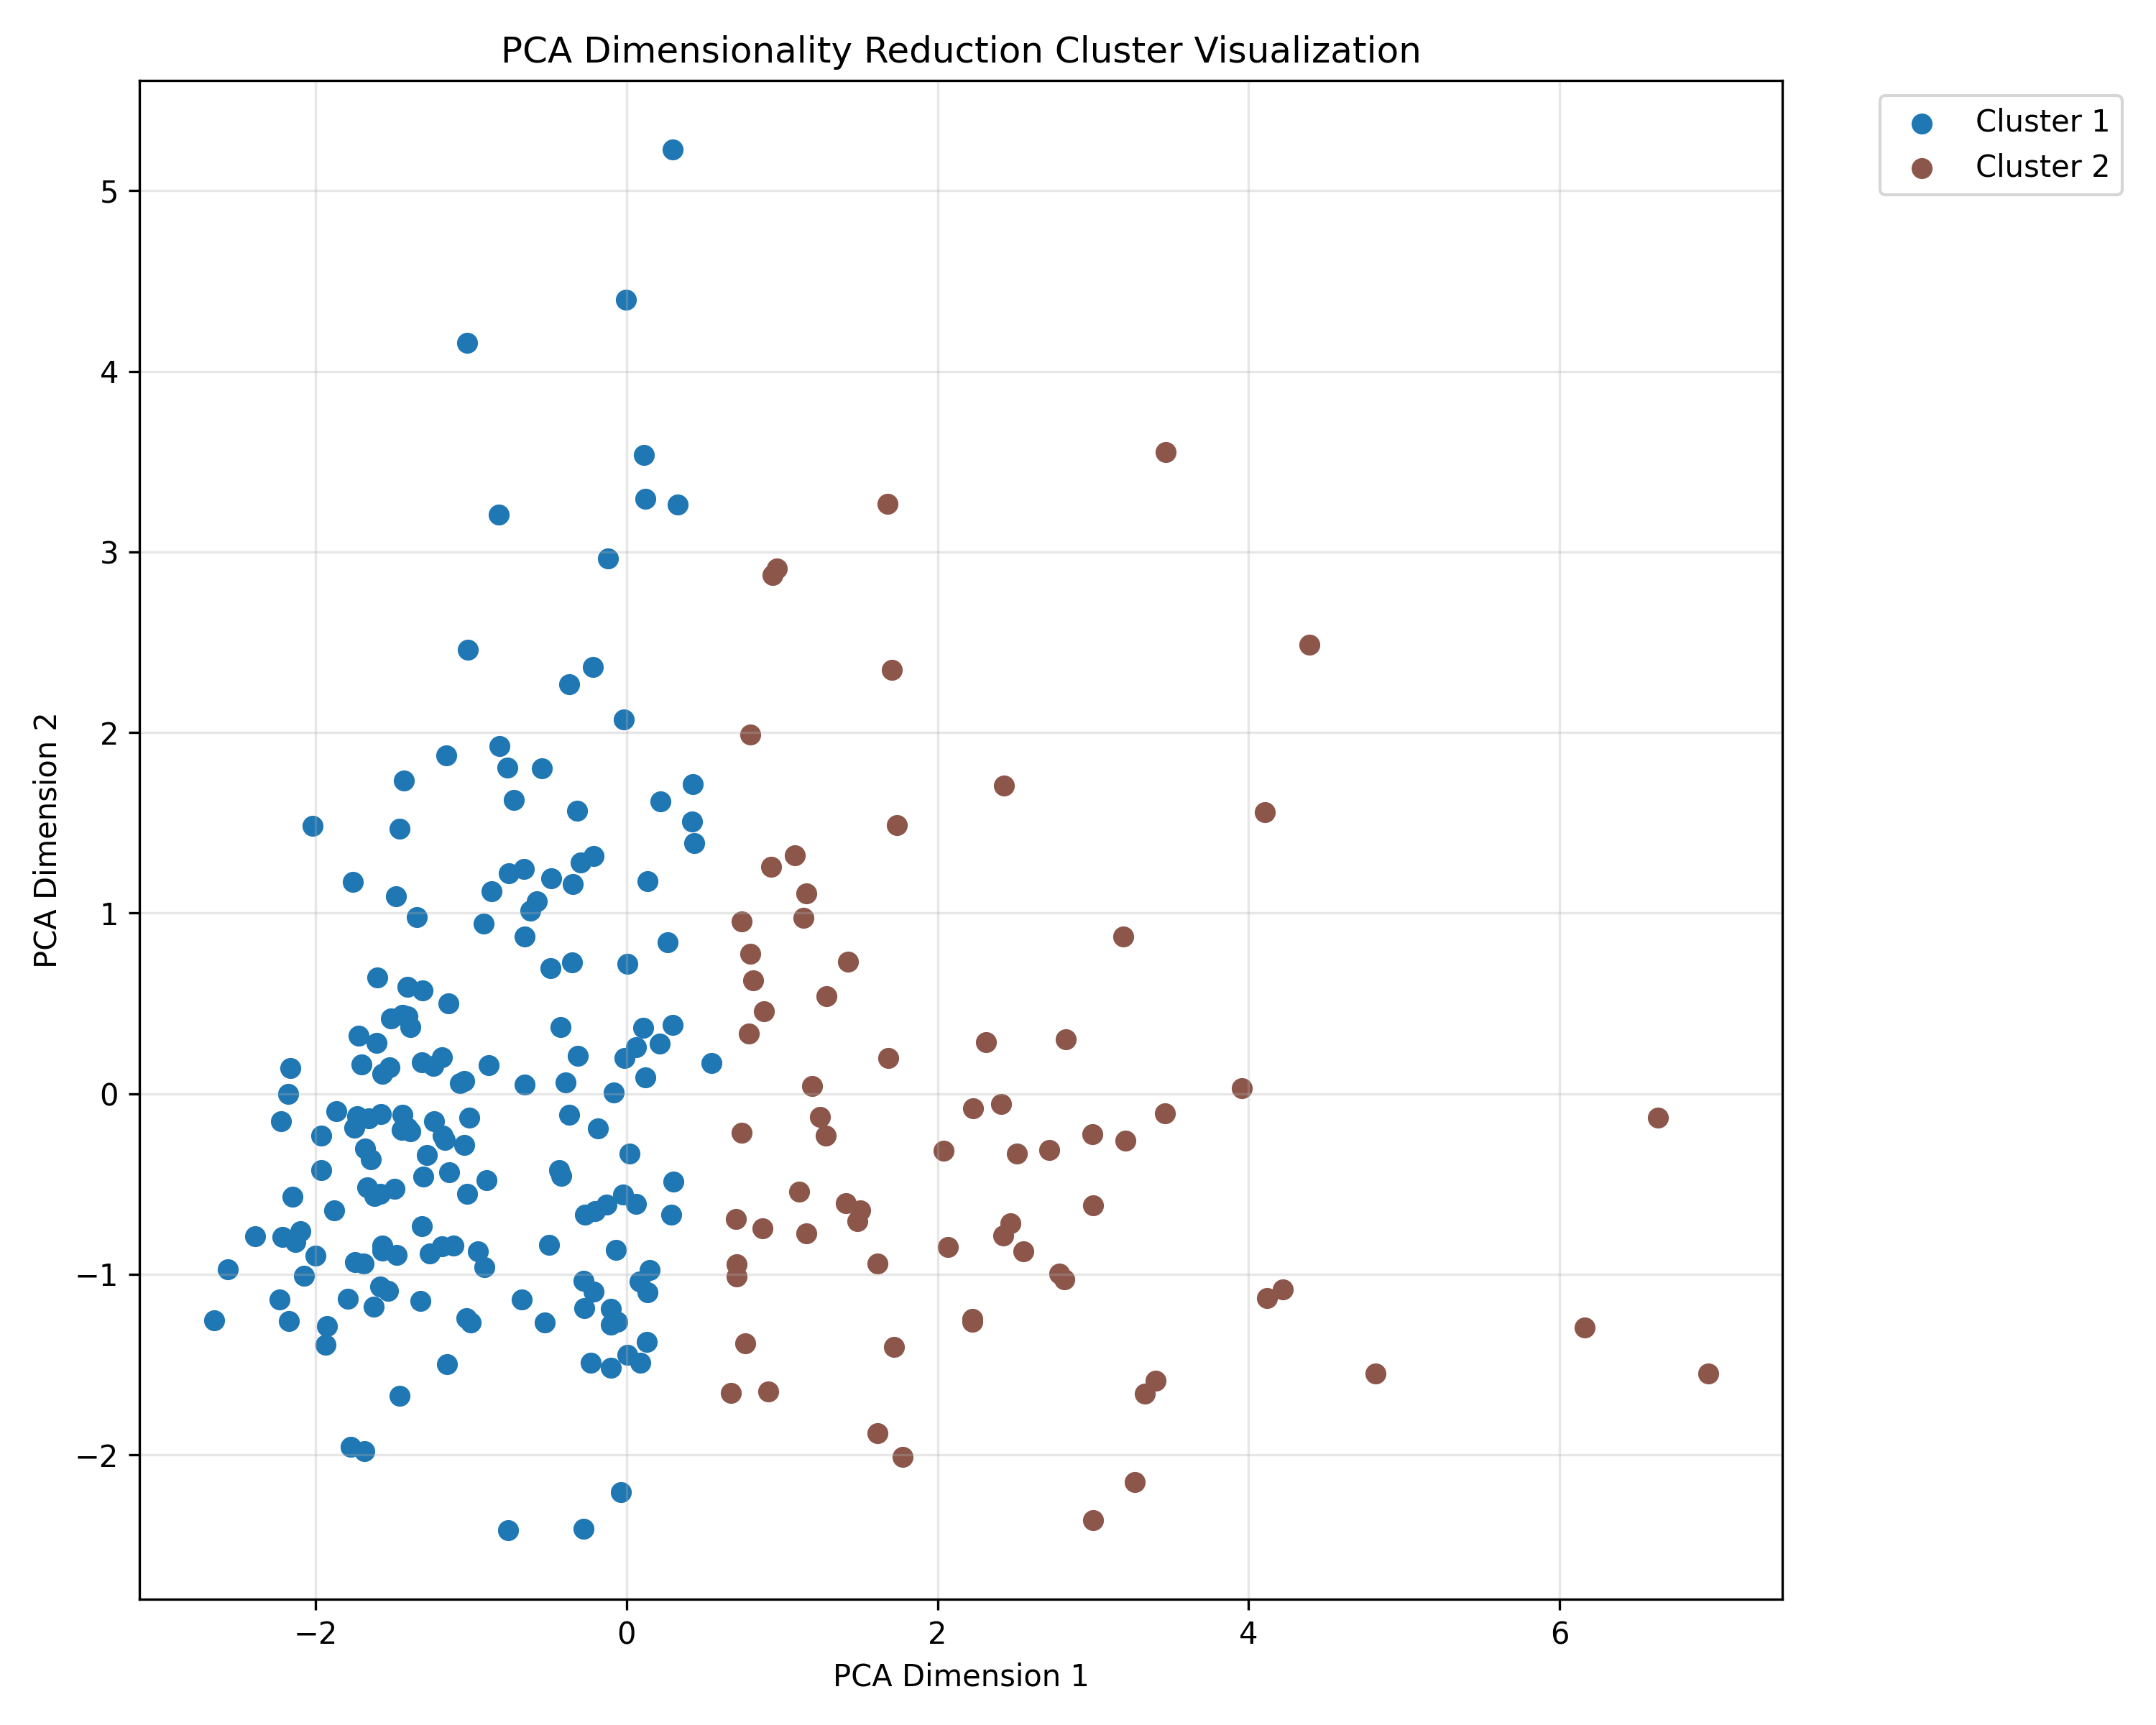 PCA Dimensionality Reduction Cluster Visualization
Cluster 1
Cluster 2
PCA Dimension 2
5
4
3
2
1
0
−1
−2
−2 0 2 4 6
PCA Dimension 1